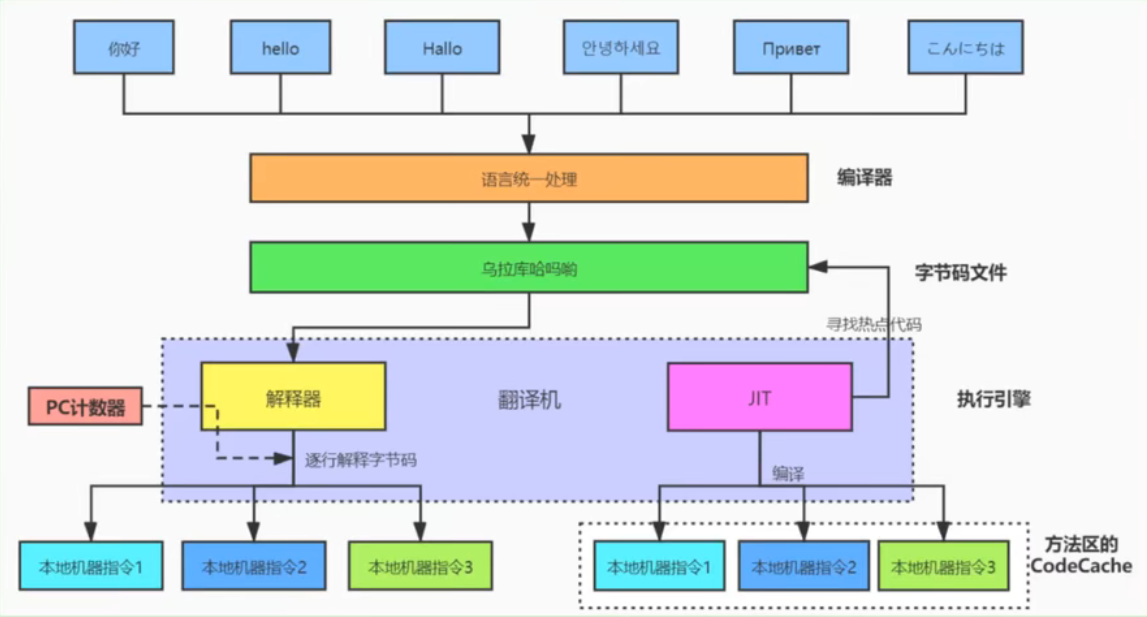 你好
hello
Hallo
안녕하세요
Привет
こんにちは
语言统一处理
编译器
乌拉库哈吗哟
字节码文件
寻找热点代码
解释器
翻译机
JIT
执行引擎
PC计数器
逐行解释字节码
编译
本地机器指令1
本地机器指令2
本地机器指令3
本地机器指令1
本地机器指令2
本地机器指令3
方法区的
CodeCache